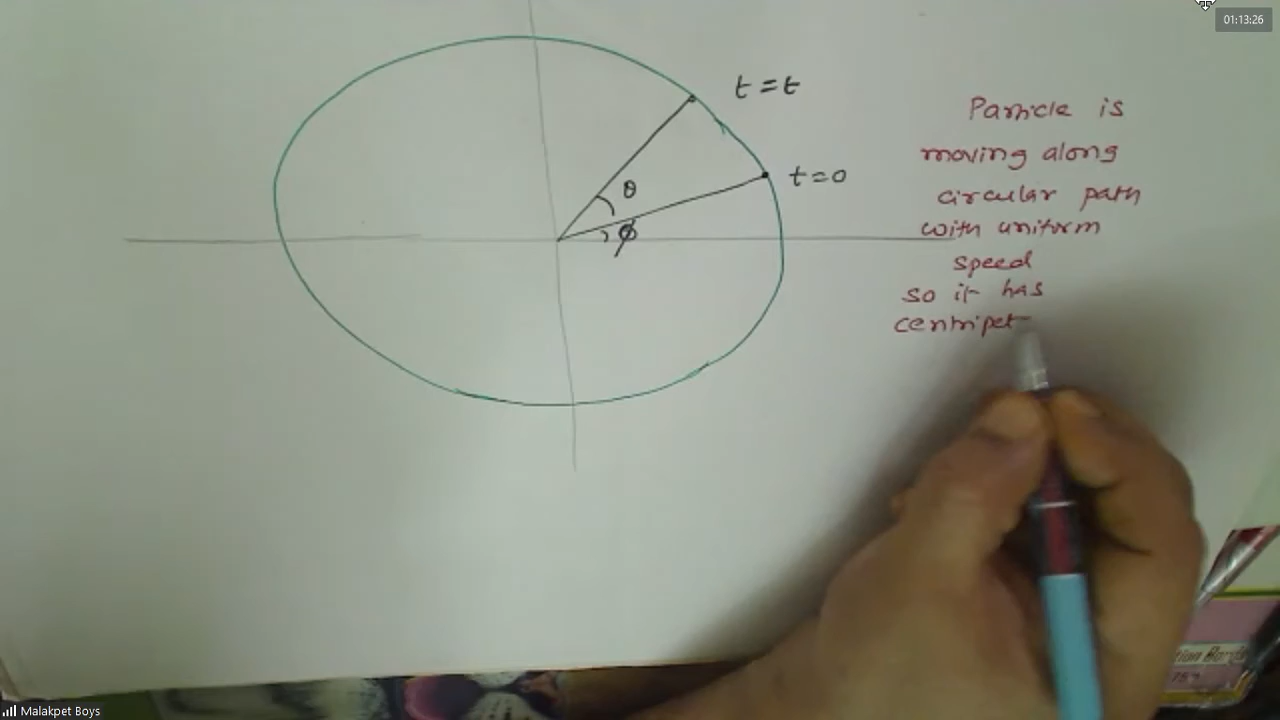 01:13:26
t = t
t = 0
θ
ϕ
Particle is
moving along
circular path
with uniform
speed
so it has
centripet
Malakpet Boys